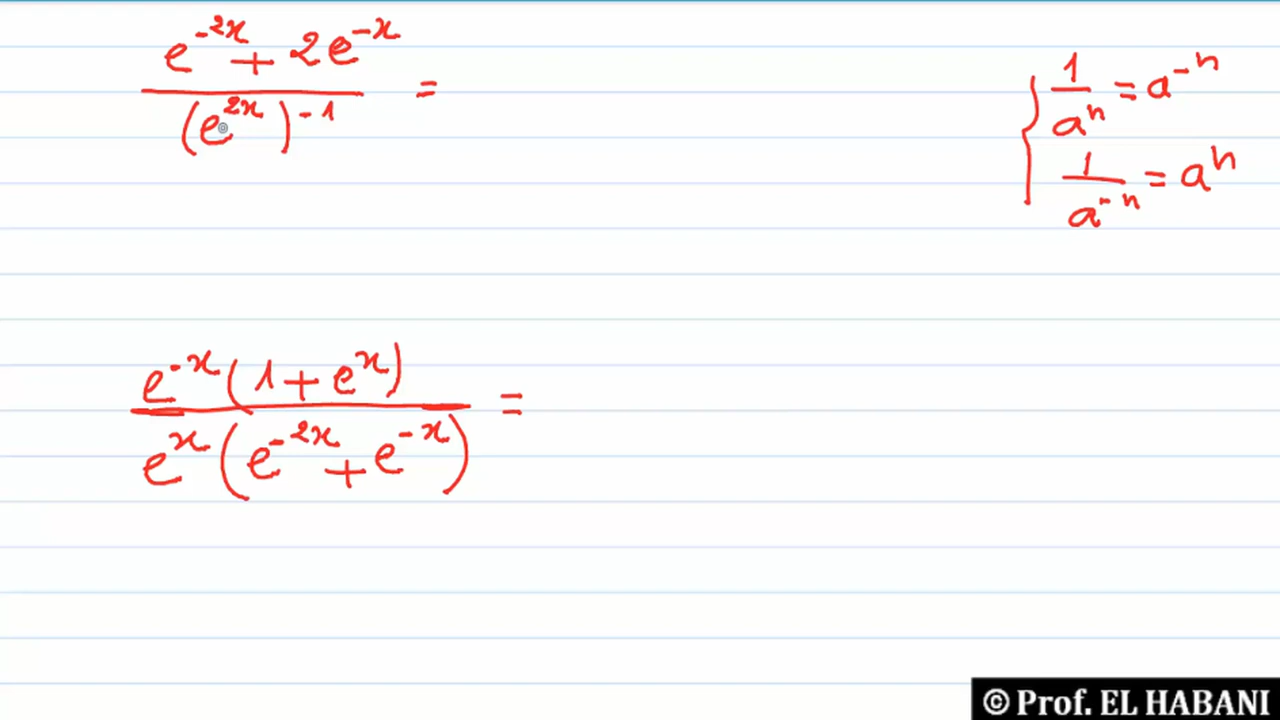 (e^{-2x} + 2e^{-x}) / (e^{2x})^{-1} =
1/a^n = a^{-n}
1/a^{-n} = a^n
e^{-x}(1 + e^x) / e^x(e^{-2x} + e^{-x}) =
© Prof. EL HABANI